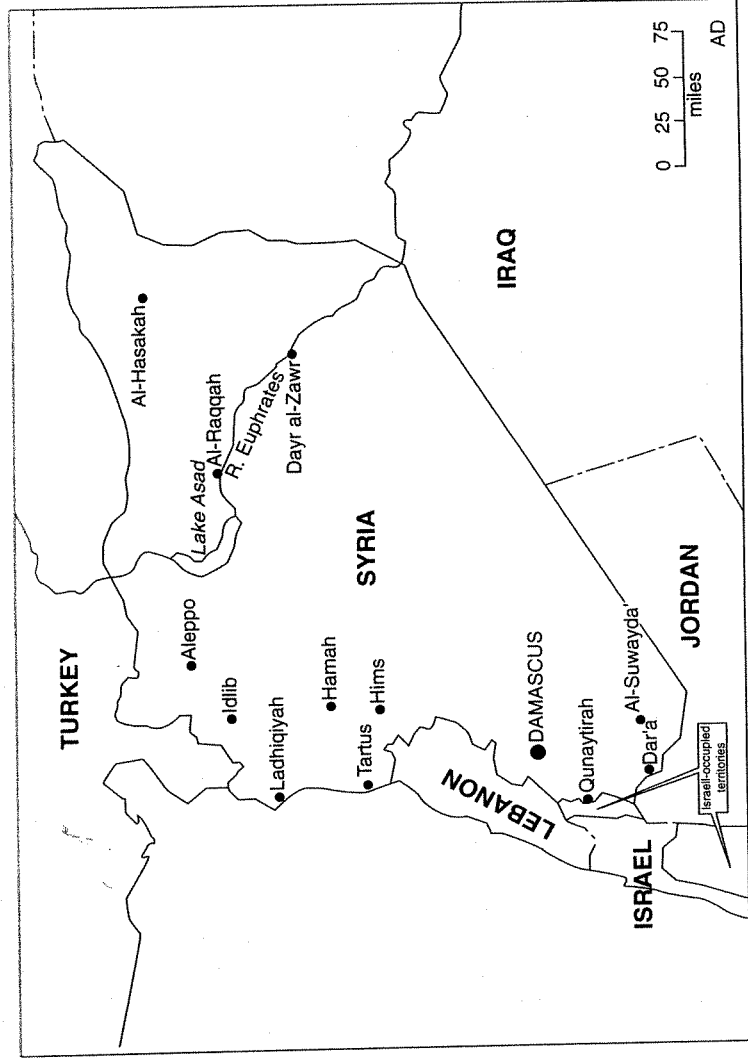 TURKEY
Aleppo
Idlib
Ladhiqiyah
Hamah
Tartus
Hims
Lake Asad
Al-Raqqah
R. Euphrates
Dayr al-Zawr
Al-Hasakah
SYRIA
LEBANON
DAMASCUS
Qunaytirah
Al-Suwayda'
Dar'a
ISRAEL
Israeli-occupied
territories
JORDAN
IRAQ
0 25 50 75
miles
AD